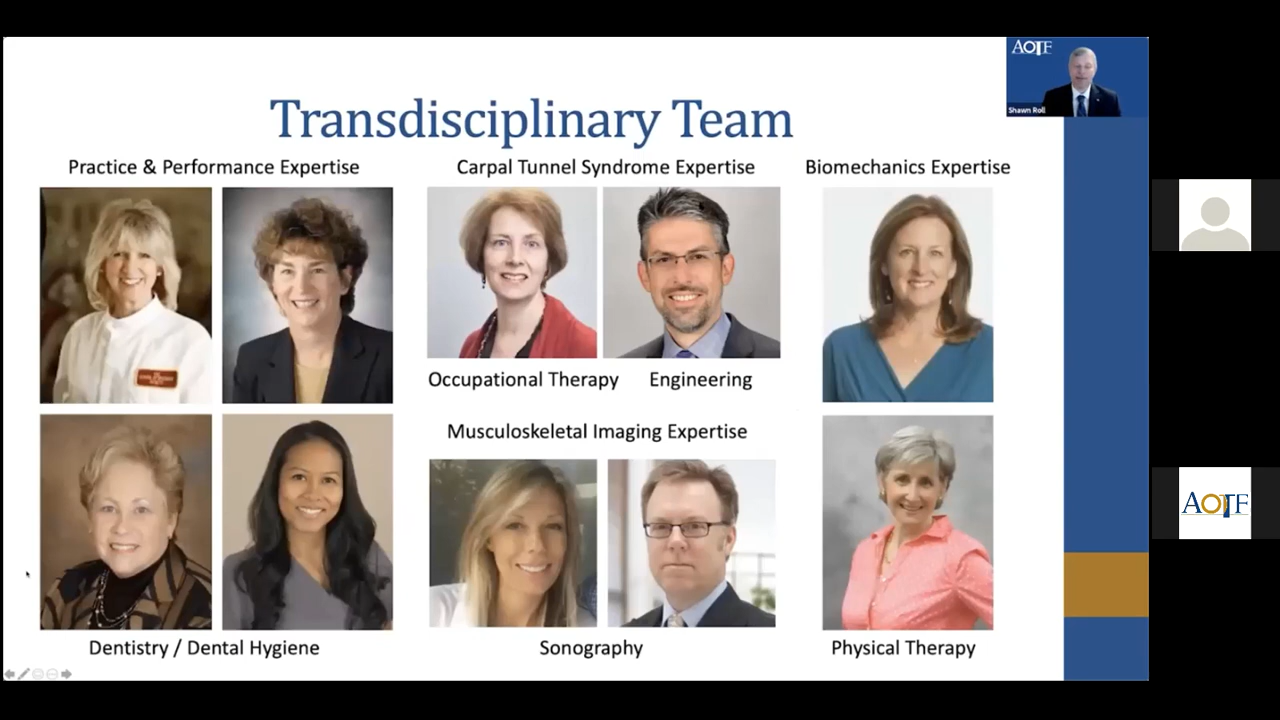 AOTF
Shawn Roll
Transdisciplinary Team
Practice & Performance Expertise
Carpal Tunnel Syndrome Expertise
Biomechanics Expertise
Occupational Therapy
Engineering
Musculoskeletal Imaging Expertise
Dentistry / Dental Hygiene
Sonography
Physical Therapy
AOTF